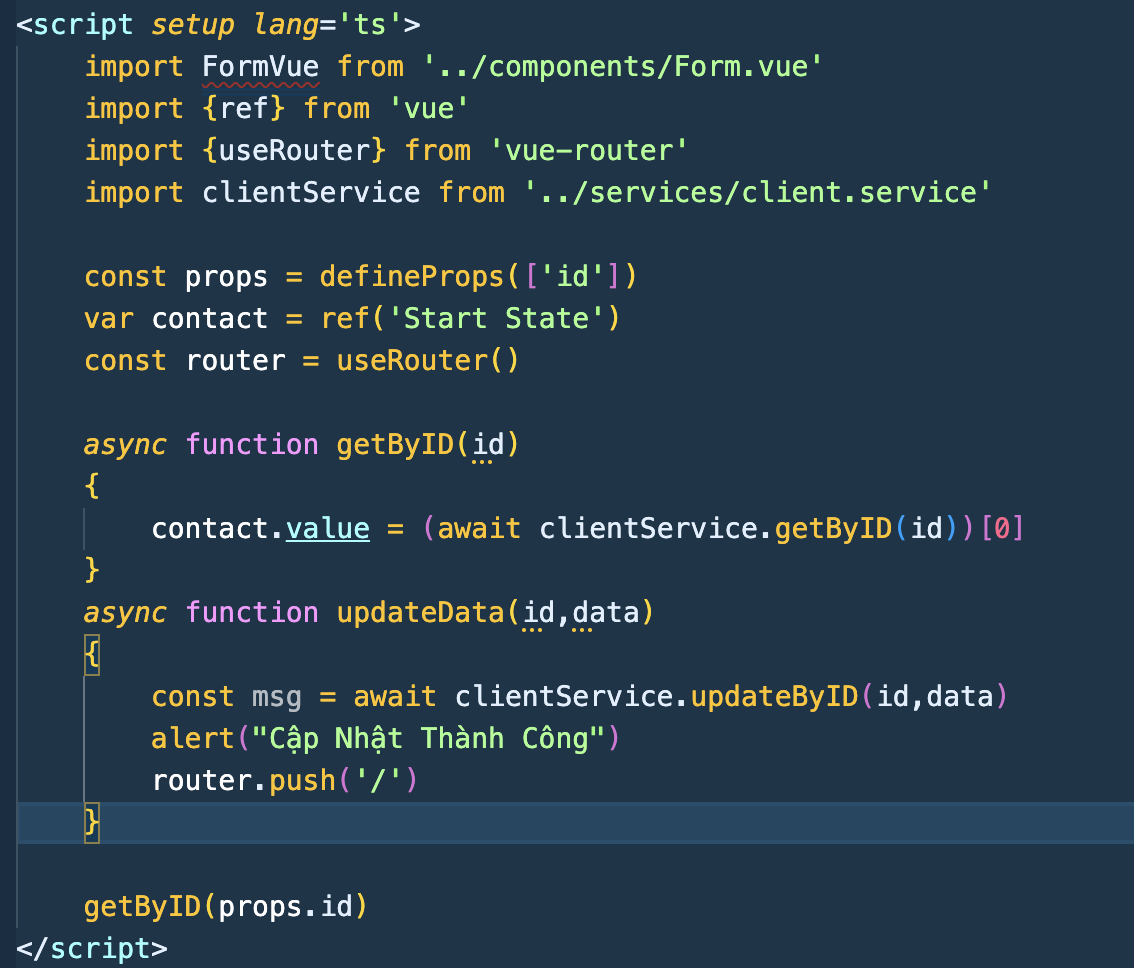 <script setup lang='ts'>
import FormVue from '../components/Form.vue'
import {ref} from 'vue'
import {useRouter} from 'vue-router'
import clientService from '../services/client.service'
const props = defineProps(['id'])
var contact = ref('Start State')
const router = useRouter()
async function getByID(id)
{
contact.value = (await clientService.getByID(id))[0]
}
async function updateData(id,data)
{
const msg = await clientService.updateByID(id,data)
alert("Cập Nhật Thành Công")
router.push('/')
}
getByID(props.id)
</script>